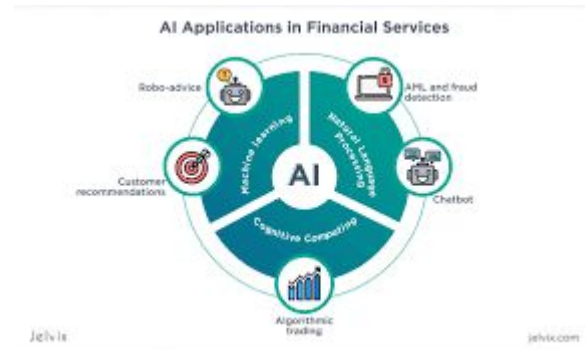 AI Applications in Financial Services
Robo-advice
AML and fraud
detection
Machine learning
Natural Language
Processing
AI
Customer
recommendations
Chatbot
Cognitive Computing
Algorithmic
trading
Jelvix
jelvix.com